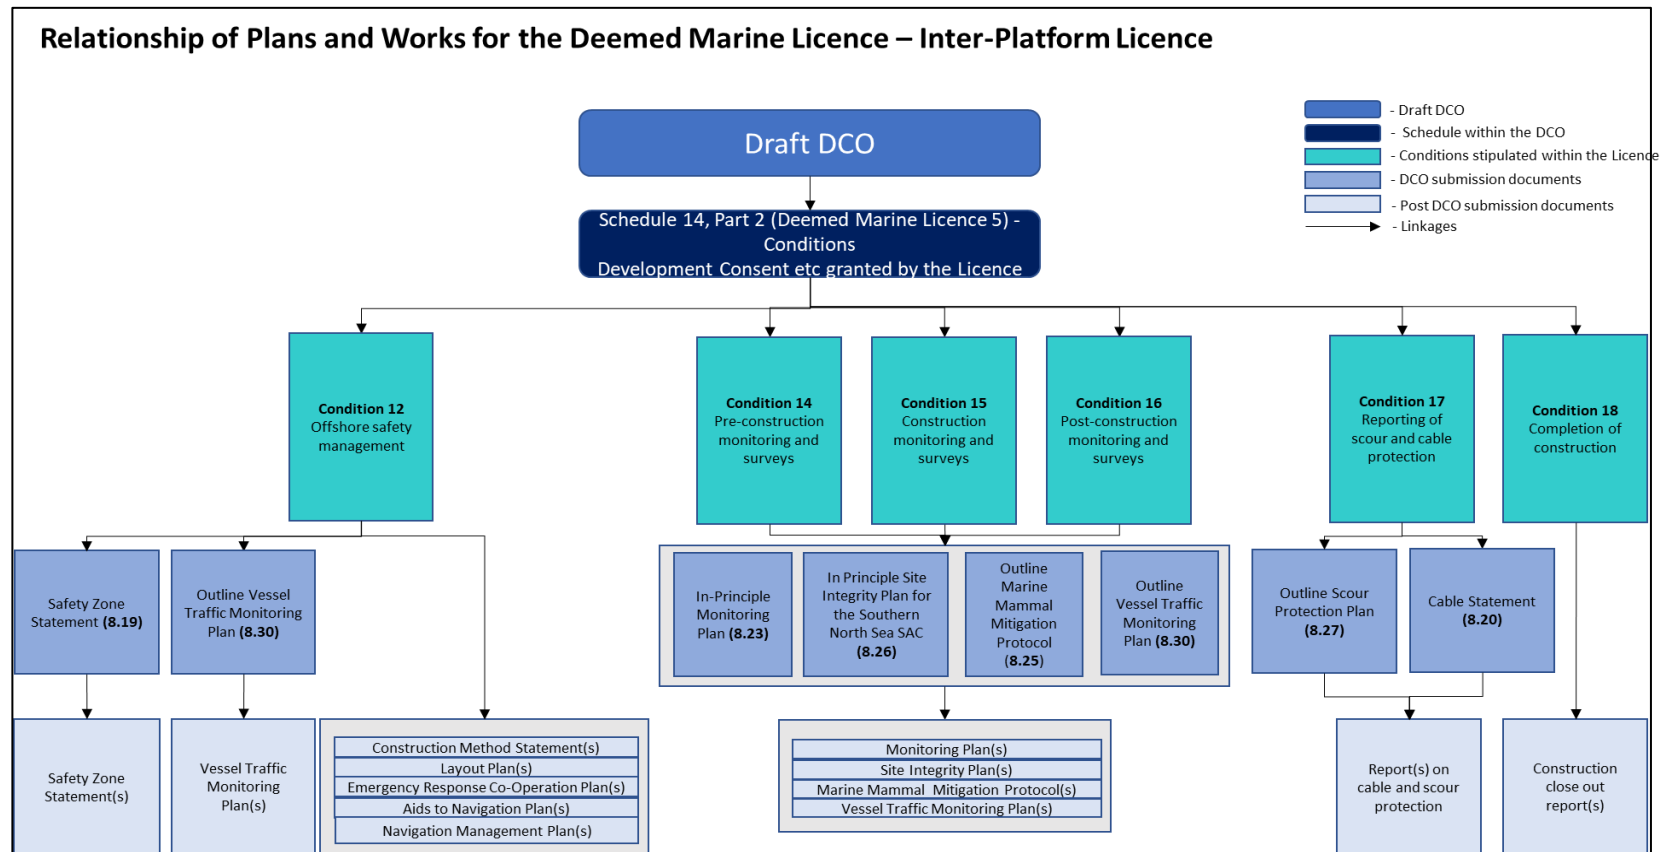 Relationship of Plans and Works for the Deemed Marine Licence – Inter-Platform Licence
- Draft DCO
- Schedule within the DCO
- Conditions stipulated within the Licence
- DCO submission documents
- Post DCO submission documents
- Linkages
Draft DCO
Schedule 14, Part 2 (Deemed Marine Licence 5) -
Conditions
Development Consent etc granted by the Licence
Condition 12
Offshore safety
management
Condition 14
Pre-construction
monitoring and
surveys
Condition 15
Construction
monitoring and
surveys
Condition 16
Post-construction
monitoring and
surveys
Condition 17
Reporting of
scour and cable
protection
Condition 18
Completion of
construction
Safety Zone
Statement (8.19)
Outline Vessel
Traffic Monitoring
Plan (8.30)
In-Principle
Monitoring
Plan (8.23)
In Principle Site
Integrity Plan for
the Southern
North Sea SAC
(8.26)
Outline
Marine
Mammal
Mitigation
Protocol
(8.25)
Outline
Vessel Traffic
Monitoring
Plan (8.30)
Outline Scour
Protection Plan
(8.27)
Cable Statement
(8.20)
Safety Zone
Statement(s)
Vessel Traffic
Monitoring
Plan(s)
Construction Method Statement(s)
Layout Plan(s)
Emergency Response Co-Operation Plan(s)
Aids to Navigation Plan(s)
Navigation Management Plan(s)
Monitoring Plan(s)
Site Integrity Plan(s)
Marine Mammal Mitigation Protocol(s)
Vessel Traffic Monitoring Plan(s)
Report(s) on
cable and scour
protection
Construction
close out
report(s)